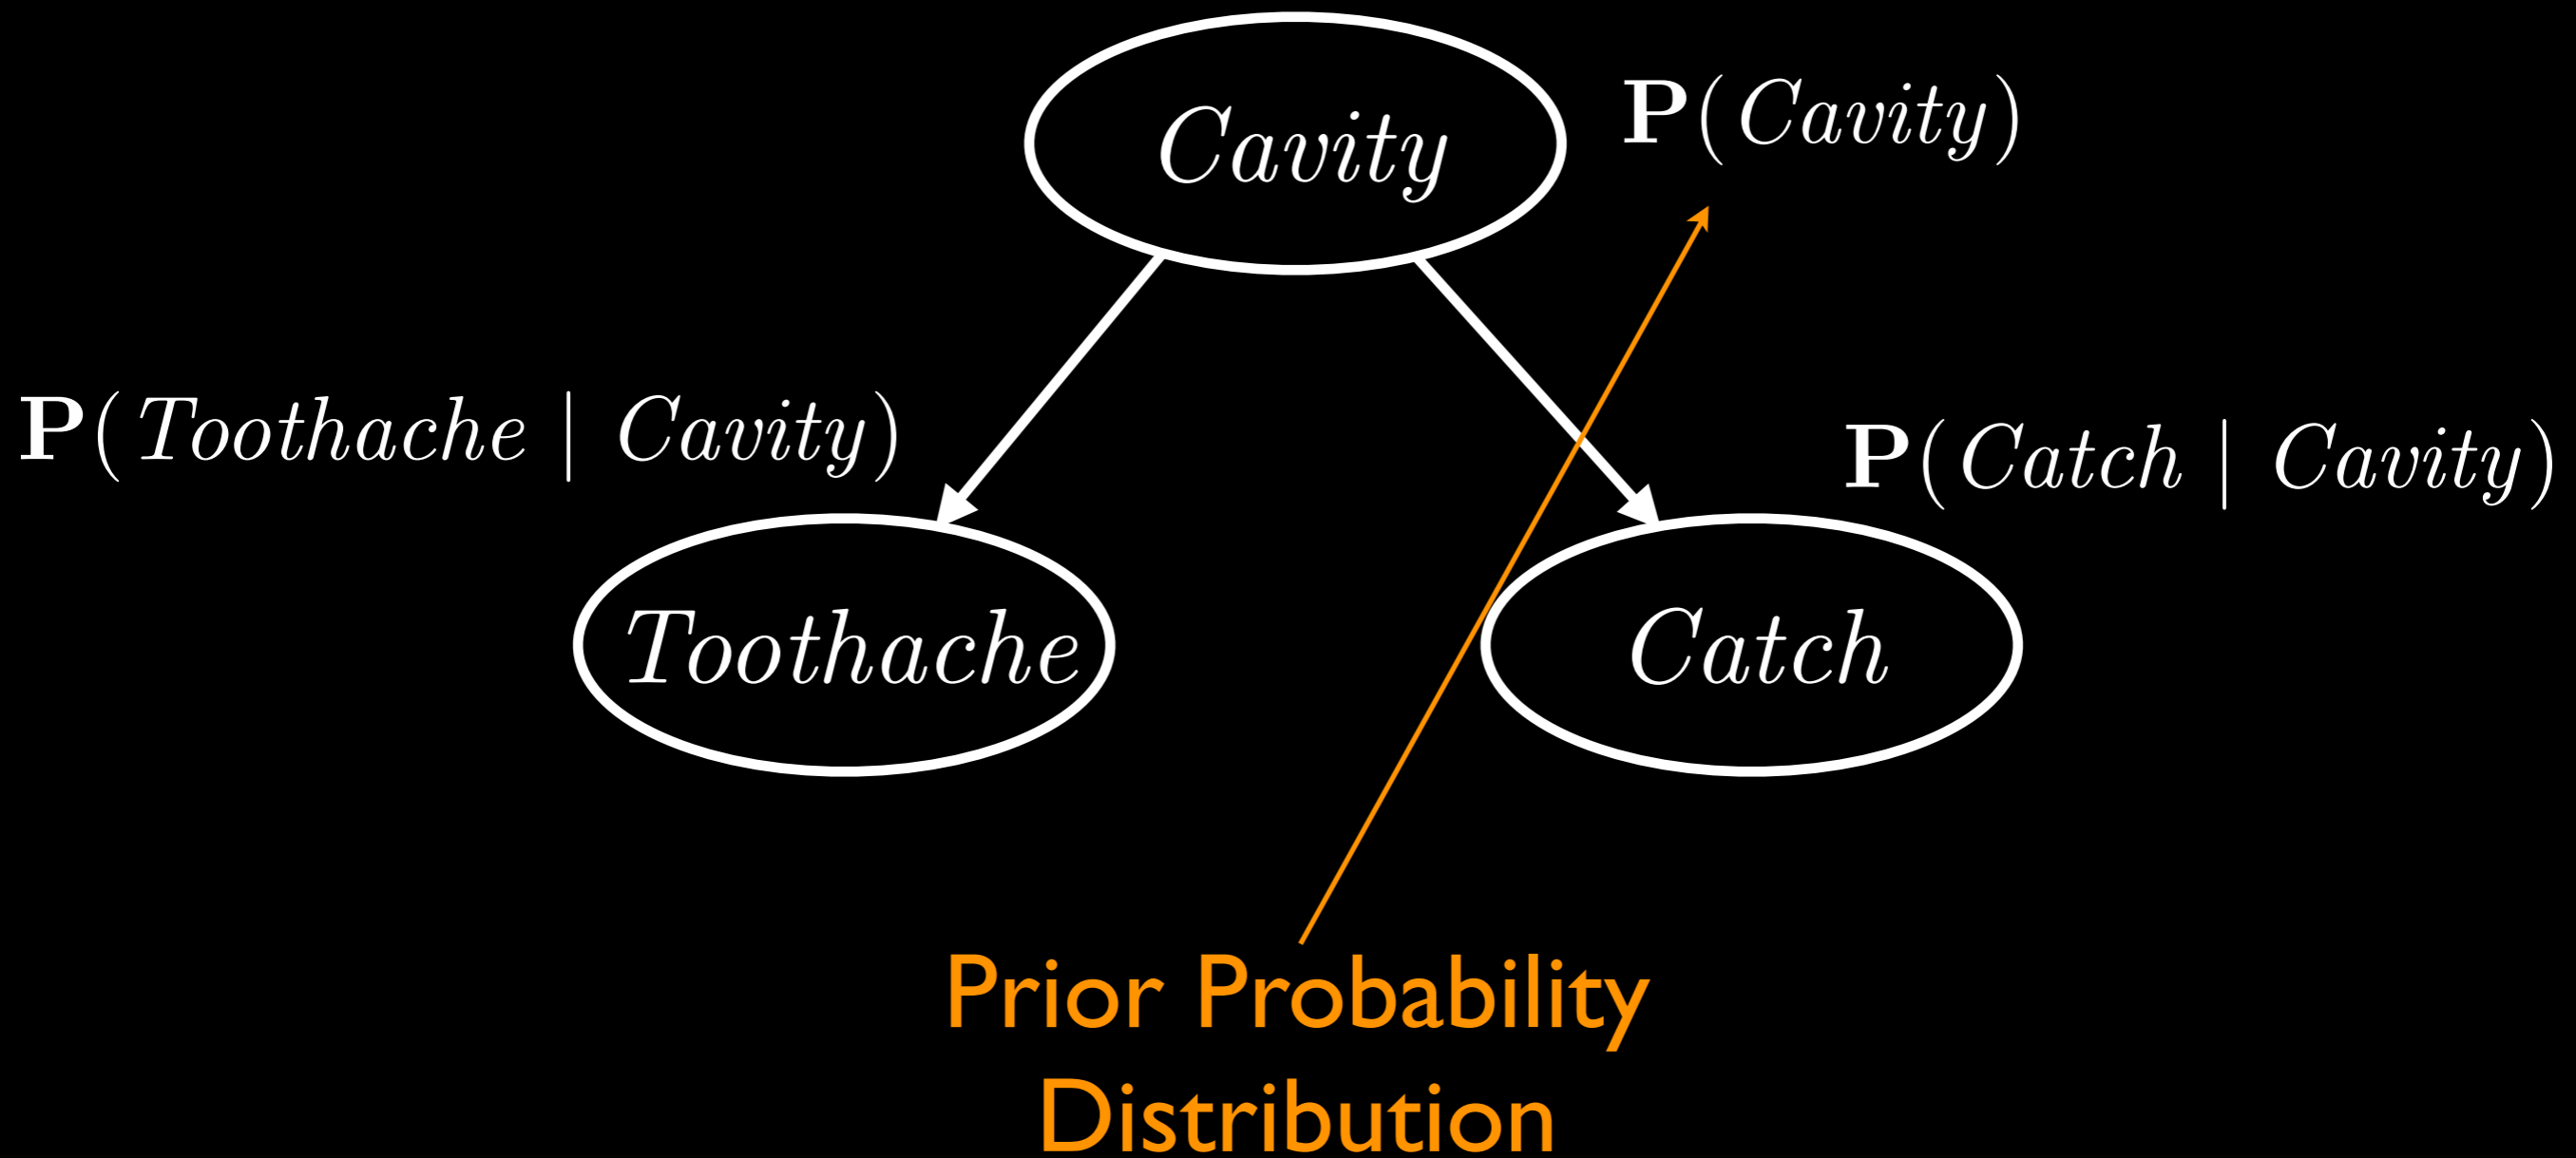 Cavity
P(Cavity)
P(Toothache | Cavity)
P(Catch | Cavity)
Toothache
Catch
Prior Probability
Distribution